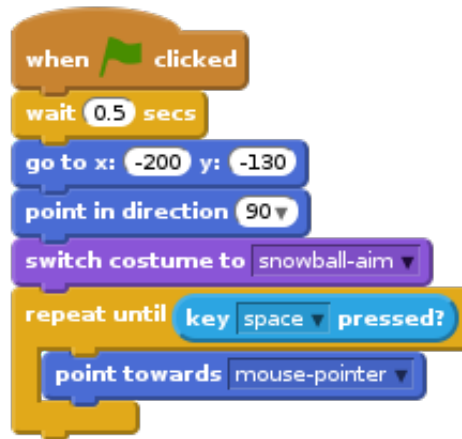 when clicked
wait 0.5 secs
go to x: -200 y: -130
point in direction 90
switch costume to snowball-aim
repeat until key space pressed?
point towards mouse-pointer